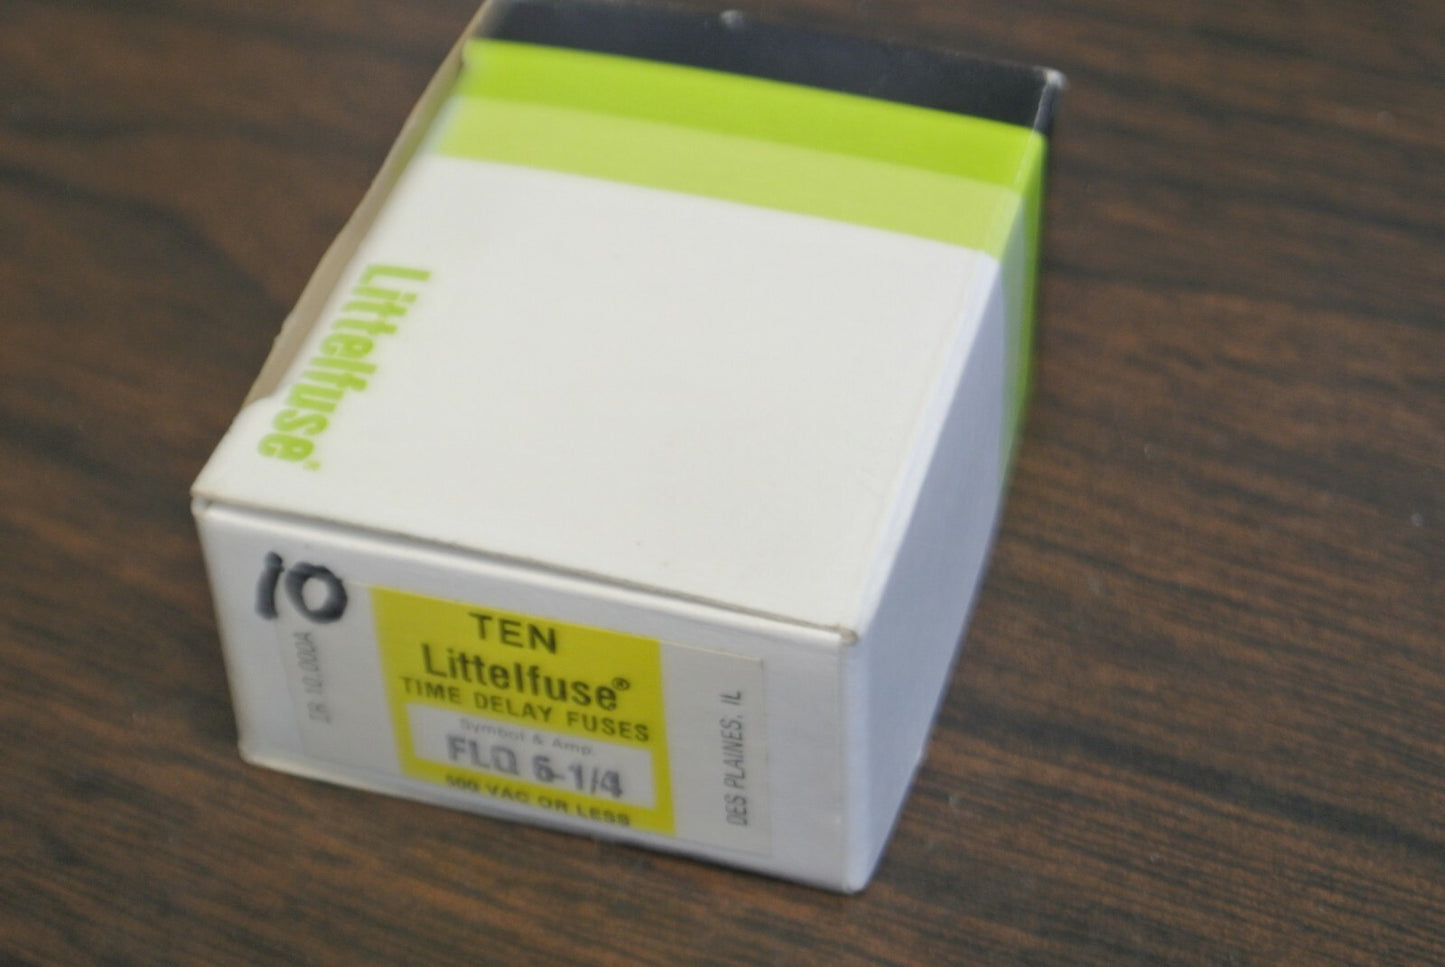 Littelfuse®
10
TEN
Littelfuse®
TIME DELAY FUSES
Symbol & Amp.
FLQ 6-1/4
500 VAC OR LESS
IR 10,000A
DES PLAINES, IL